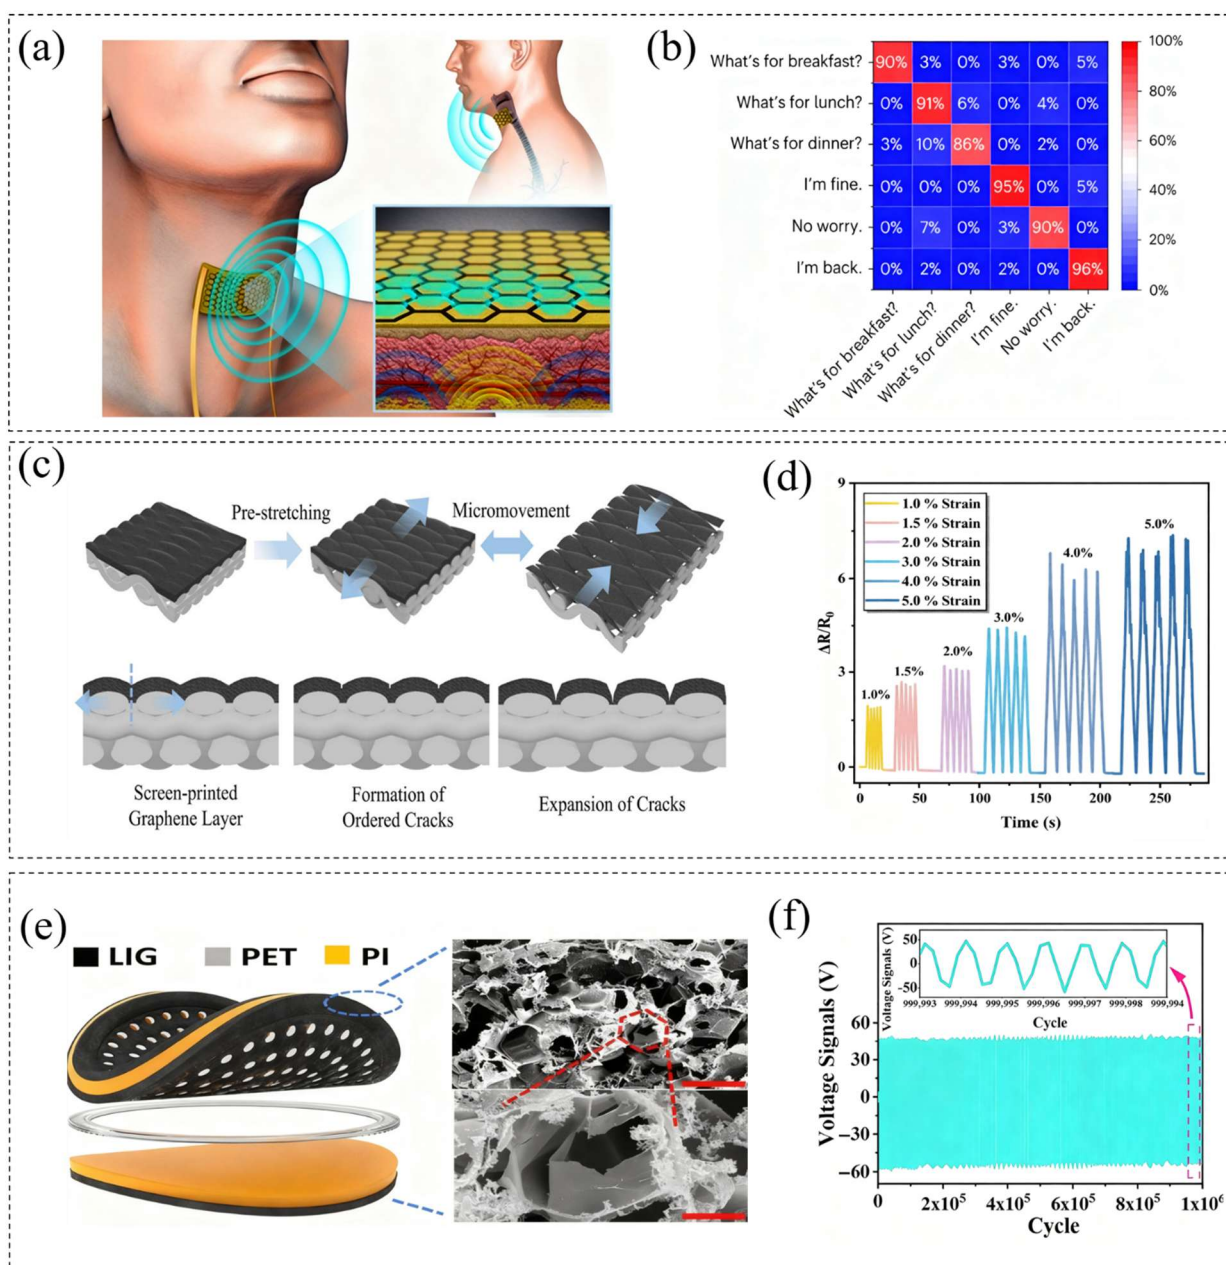 (a)
(b)
What's for breakfast? 90% 3% 0% 3% 0% 5%
What's for lunch? 0% 91% 6% 0% 4% 0%
What's for dinner? 3% 10% 86% 0% 2% 0%
I'm fine. 0% 0% 0% 95% 0% 5%
No worry. 0% 7% 0% 3% 90% 0%
I'm back. 0% 2% 0% 2% 0% 96%
What's for breakfast?
What's for lunch?
What's for dinner?
I'm fine.
No worry.
I'm back.
100%
80%
60%
40%
20%
0%
(c)
Pre-stretching
Micromovement
Screen-printed
Graphene Layer
Formation of
Ordered Cracks
Expansion of Cracks
(d)
ΔR/R0
9
6
3
0
1.0 % Strain
1.5 % Strain
2.0 % Strain
3.0 % Strain
4.0 % Strain
5.0 % Strain
1.0%
1.5%
2.0%
3.0%
4.0%
5.0%
0 50 100 150 200 250
Time (s)
(e)
LIG PET PI
(f)
Voltage Signals (V)
50
0
−50
999,993 999,994 999,995 999,996 999,997 999,998 999,994
Cycle
Voltage Signals (V)
60
30
0
−30
−60
0 2x10⁵ 4x10⁵ 6x10⁵ 8x10⁵ 1x10⁶
Cycle